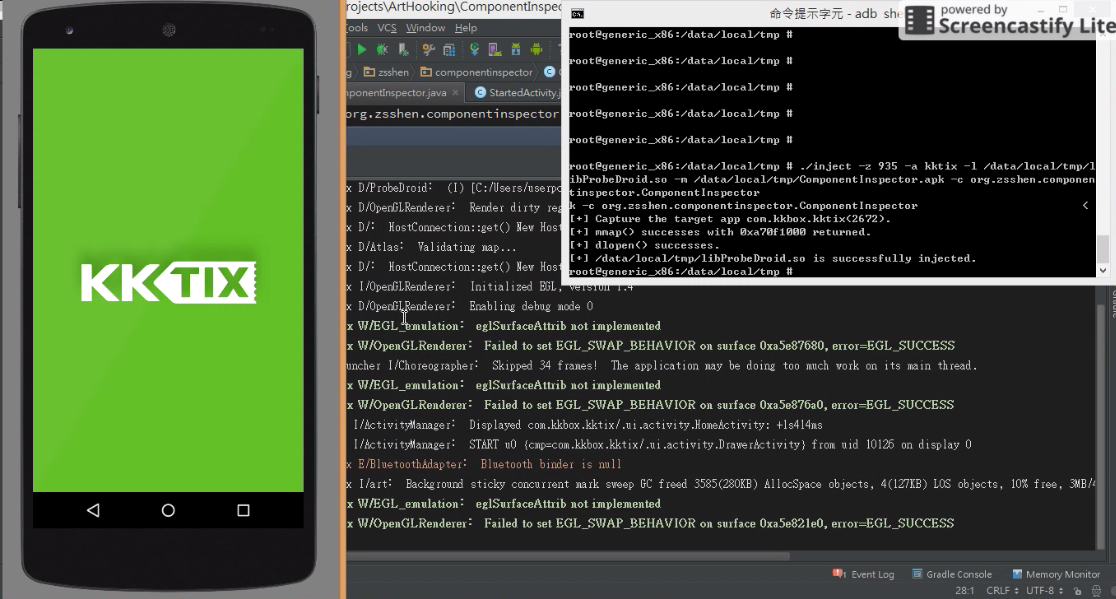 KKTIX
rojects\ArtHooking\ComponentInspec
ools VCS Window Help
g zsshen componentinspector
mponentInspector.java × StartedActivity.j
org.zsshen.componentinspector
x D/ProbeDroid: (I) [C:/Users/userpc
x D/OpenGLRenderer: Render dirty reg
x D/: HostConnection::get() New Host
x D/Atlas: Validating map...
x D/: HostConnection::get() New Host
x I/OpenGLRenderer: Initialized EGL, version 1.4
x D/OpenGLRenderer: Enabling debug mode 0
x W/EGL_emulation: eglSurfaceAttrib not implemented
x W/OpenGLRenderer: Failed to set EGL_SWAP_BEHAVIOR on surface 0xa5e87680, error=EGL_SUCCESS
uncher I/Choreographer: Skipped 34 frames! The application may be doing too much work on its main thread.
x W/EGL_emulation: eglSurfaceAttrib not implemented
x W/OpenGLRenderer: Failed to set EGL_SWAP_BEHAVIOR on surface 0xa5e876a0, error=EGL_SUCCESS
I/ActivityManager: Displayed com.kkbox.kktix/.ui.activity.HomeActivity: +1s414ms
I/ActivityManager: START u0 {cmp=com.kkbox.kktix/.ui.activity.DrawerActivity} from uid 10126 on display 0
x E/BluetoothAdapter: Bluetooth binder is null
x I/art: Background sticky concurrent mark sweep GC freed 3585(280KB) AllocSpace objects, 4(127KB) LOS objects, 10% free, 3MB/4
x W/EGL_emulation: eglSurfaceAttrib not implemented
x W/OpenGLRenderer: Failed to set EGL_SWAP_BEHAVIOR on surface 0xa5e821e0, error=EGL_SUCCESS
命令提示字元 - adb she
powered by
Screencastify Lite
root@generic_x86:/data/local/tmp #
root@generic_x86:/data/local/tmp #
root@generic_x86:/data/local/tmp #
root@generic_x86:/data/local/tmp #
root@generic_x86:/data/local/tmp #
root@generic_x86:/data/local/tmp # ./inject -z 935 -a kktix -l /data/local/tmp/l
ibProbeDroid.so -m /data/local/tmp/ComponentInspector.apk -c org.zsshen.componen
tinspector.ComponentInspector
k -c org.zsshen.componentinspector.ComponentInspector <
[+] Capture the target app com.kkbox.kktix(2672).
[+] mmap() successes with 0xa70f1000 returned.
[+] dlopen() successes.
[+] /data/local/tmp/libProbeDroid.so is successfully injected.
root@generic_x86:/data/local/tmp #
1 Event Log Gradle Console Memory Monitor
28:1 CRLF UTF-8